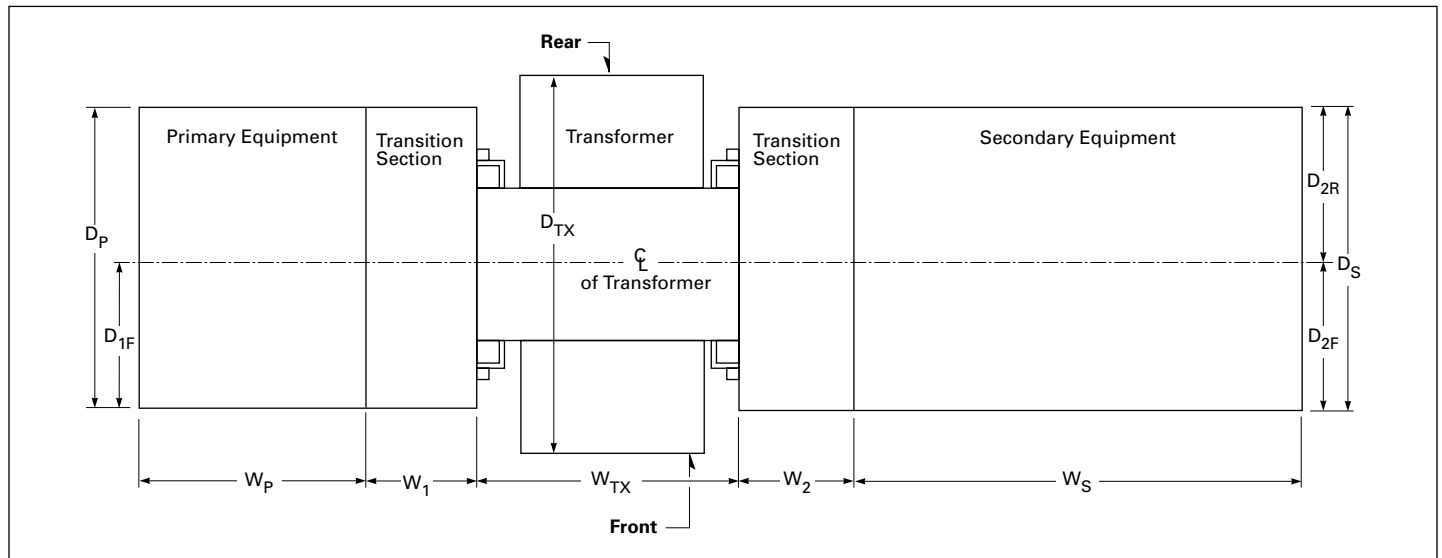 Rear
Primary Equipment
Transition
Section
Transformer
Transition
Section
Secondary Equipment
D2R
DTX
DP
CL
of Transformer
DS
D1F
D2F
WP
W1
WTX
W2
WS
Front